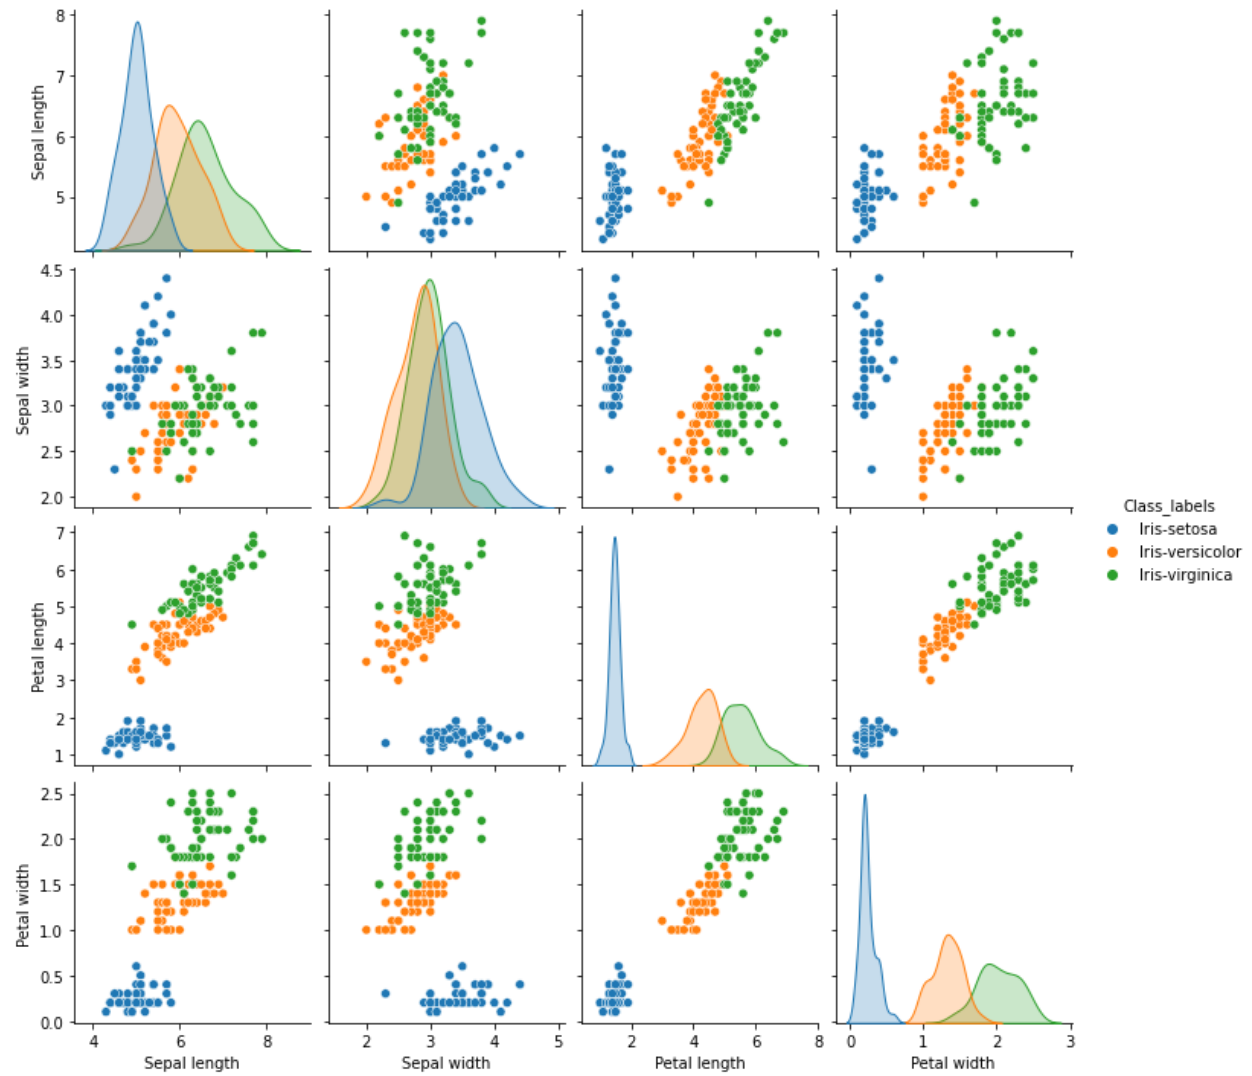 8
7
6
5
Sepal length
4.5
4.0
3.5
3.0
2.5
2.0
Sepal width
Class_labels
Iris-setosa
Iris-versicolor
Iris-virginica
7
6
5
4
3
2
1
Petal length
2.5
2.0
1.5
1.0
0.5
0.0
Petal width
4 6 8 2 3 4 5 2 4 6 8 0 1 2 3
Sepal length Sepal width Petal length Petal width